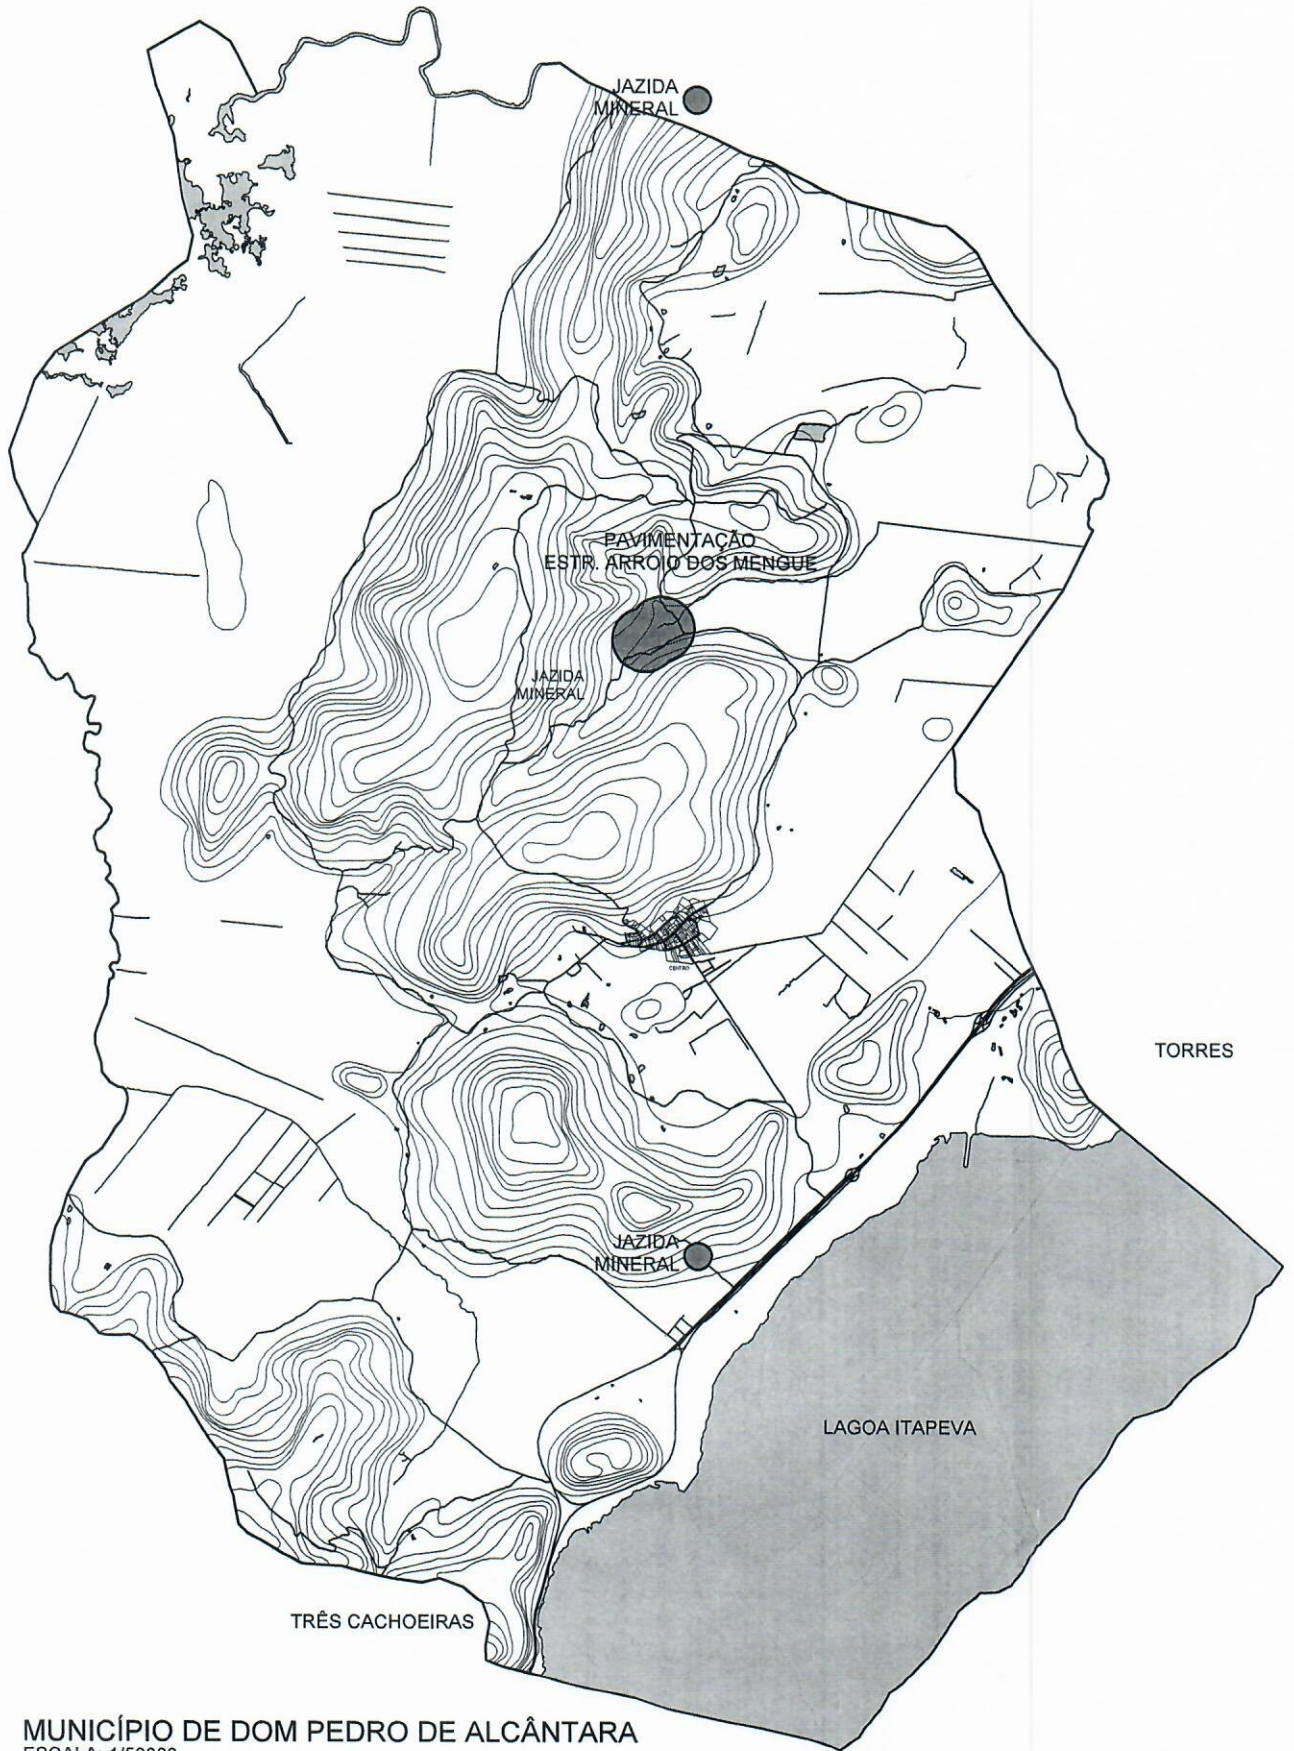 JAZIDA
MINERAL
PAVIMENTAÇÃO
ESTR. ARROIO DOS MENGUE
JAZIDA
MINERAL
CENTRO
TORRES
JAZIDA
MINERAL
LAGOA ITAPEVA
TRÊS CACHOEIRAS
MUNICÍPIO DE DOM PEDRO DE ALCÂNTARA